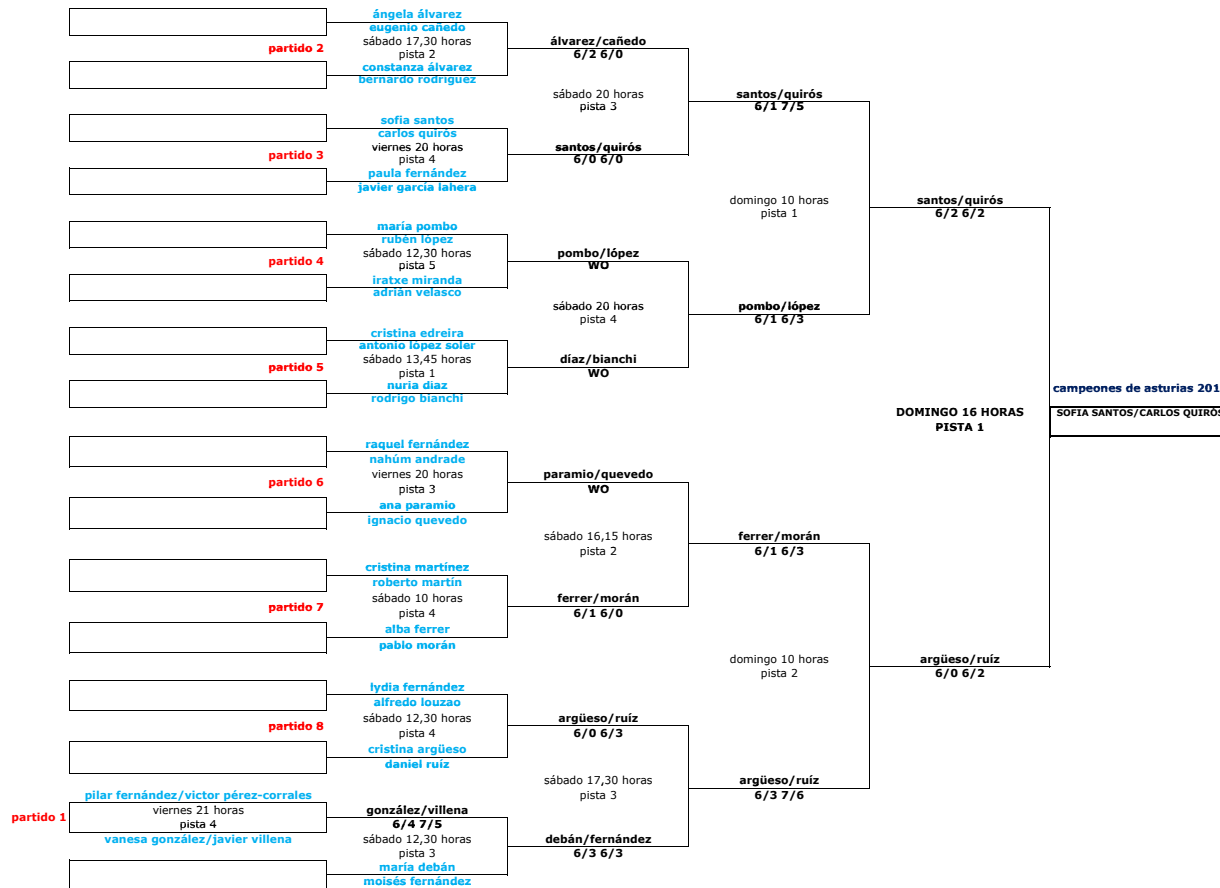 ángela álvarez
eugenio cañedo
partido 2
sábado 17,30 horas
pista 2
constanza álvarez
bernardo rodríguez
álvarez/cañedo
6/2 6/0
sábado 20 horas
pista 3
santos/quirós
6/1 7/5
sofia santos
carlos quirós
partido 3
viernes 20 horas
pista 4
paula fernández
javier garcía lahera
santos/quirós
6/0 6/0
domingo 10 horas
pista 1
santos/quirós
6/2 6/2
maría pombo
rubén lópez
partido 4
sábado 12,30 horas
pista 5
iratxe miranda
adrián velasco
pombo/lópez
WO
sábado 20 horas
pista 4
pombo/lópez
6/1 6/3
cristina edreira
antonio lópez soler
partido 5
sábado 13,45 horas
pista 1
nuria diaz
rodrigo bianchi
díaz/bianchi
WO
DOMINGO 16 HORAS
PISTA 1
campeones de asturias 201
SOFIA SANTOS/CARLOS QUIRÓS
raquel fernández
nahúm andrade
partido 6
viernes 20 horas
pista 3
ana paramio
ignacio quevedo
paramio/quevedo
WO
sábado 16,15 horas
pista 2
ferrer/morán
6/1 6/3
cristina martínez
roberto martín
partido 7
sábado 10 horas
pista 4
alba ferrer
pablo morán
ferrer/morán
6/1 6/0
domingo 10 horas
pista 2
argüeso/ruíz
6/0 6/2
lydia fernández
alfredo louzao
partido 8
sábado 12,30 horas
pista 4
cristina argüeso
daniel ruíz
argüeso/ruíz
6/0 6/3
sábado 17,30 horas
pista 3
argüeso/ruíz
6/3 7/6
pilar fernández/victor pérez-corrales
partido 1
viernes 21 horas
pista 4
vanesa gonzález/javier villena
gonzález/villena
6/4 7/5
sábado 12,30 horas
pista 3
maría debán
moisés fernández
debán/fernández
6/3 6/3